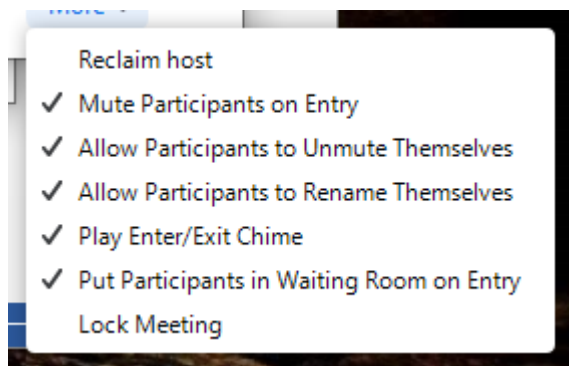 More
Reclaim host
Mute Participants on Entry
Allow Participants to Unmute Themselves
Allow Participants to Rename Themselves
Play Enter/Exit Chime
Put Participants in Waiting Room on Entry
Lock Meeting